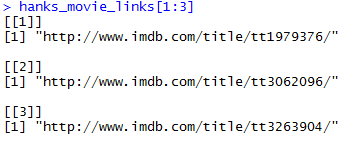 > hanks_movie_links[1:3]
[[1]]
[1] "http://www.imdb.com/title/tt1979376/"
[[2]]
[1] "http://www.imdb.com/title/tt3062096/"
[[3]]
[1] "http://www.imdb.com/title/tt3263904/"